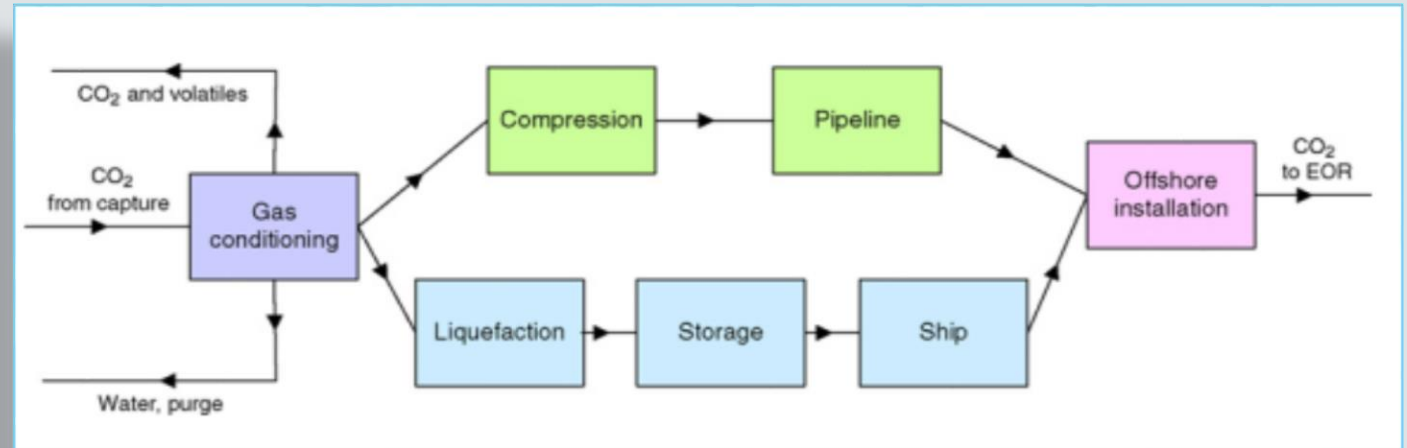 CO₂ and volatiles
CO₂
from capture
Gas
conditioning
Water, purge
Compression
Pipeline
Liquefaction
Storage
Ship
Offshore
installation
CO₂
to EOR